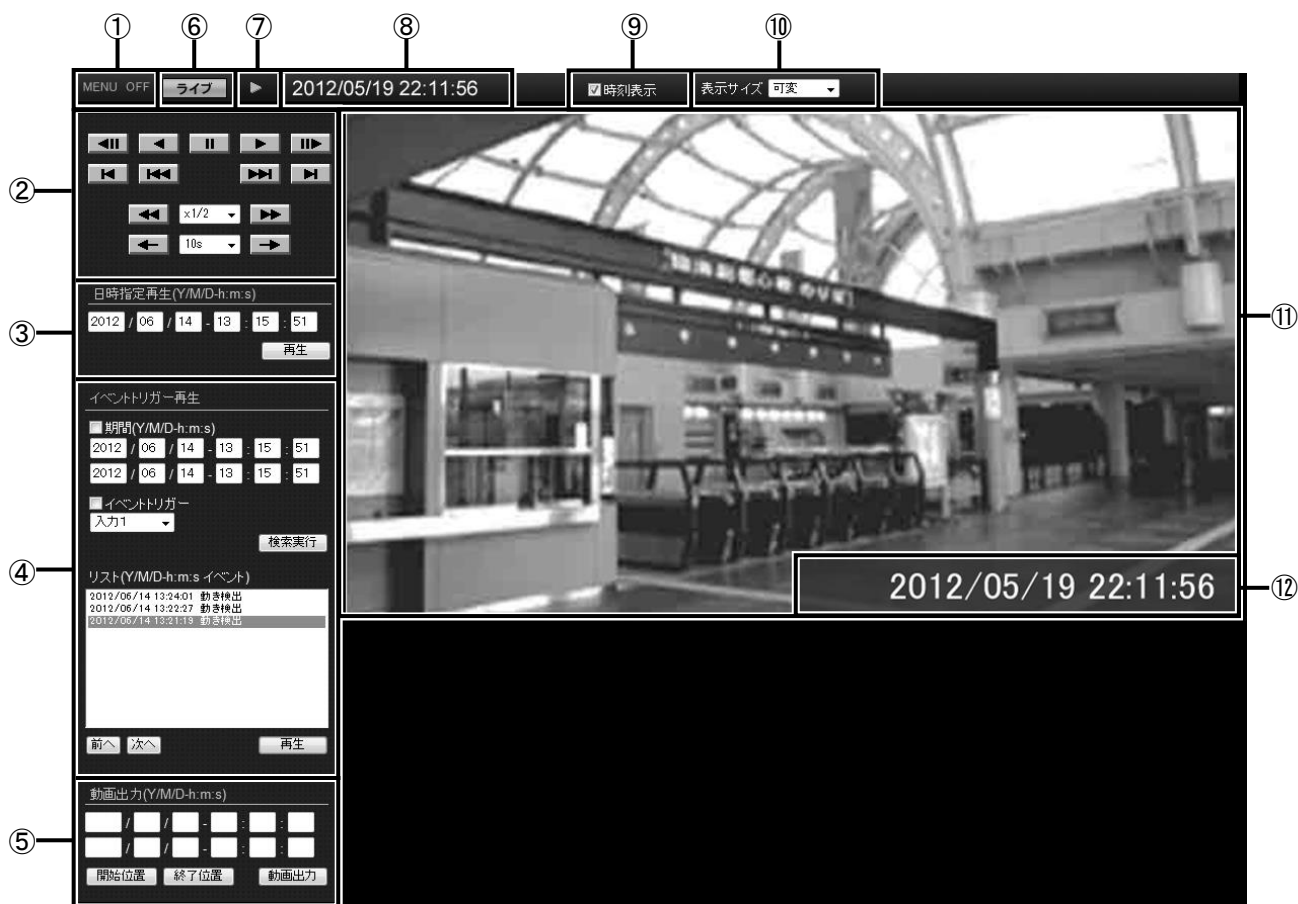 ① ⑥ ⑦ ⑧ ⑨ ⑩
MENU OFF ライブ 2012/05/19 22:11:56 時刻表示 表示サイズ 可変
②
×1/2
10s
③
日時指定再生(Y/M/D-h:m:s)
2012 / 06 / 14 - 13 : 15 : 51
再生
④
イベントトリガー再生
期間(Y/M/D-h:m:s)
2012 / 06 / 14 - 13 : 15 : 51
2012 / 06 / 14 - 13 : 15 : 51
イベントトリガー
入力1
検索実行
リスト(Y/M/D-h:m:s イベント)
2012/06/14 13:24:01 動き検出
2012/06/14 13:22:27 動き検出
2012/06/14 13:21:19 動き検出
前へ 次へ 再生
⑤
動画出力(Y/M/D-h:m:s)
/ / - : :
/ / - : :
開始位置 終了位置 動画出力
⑪
2012/05/19 22:11:56
⑫